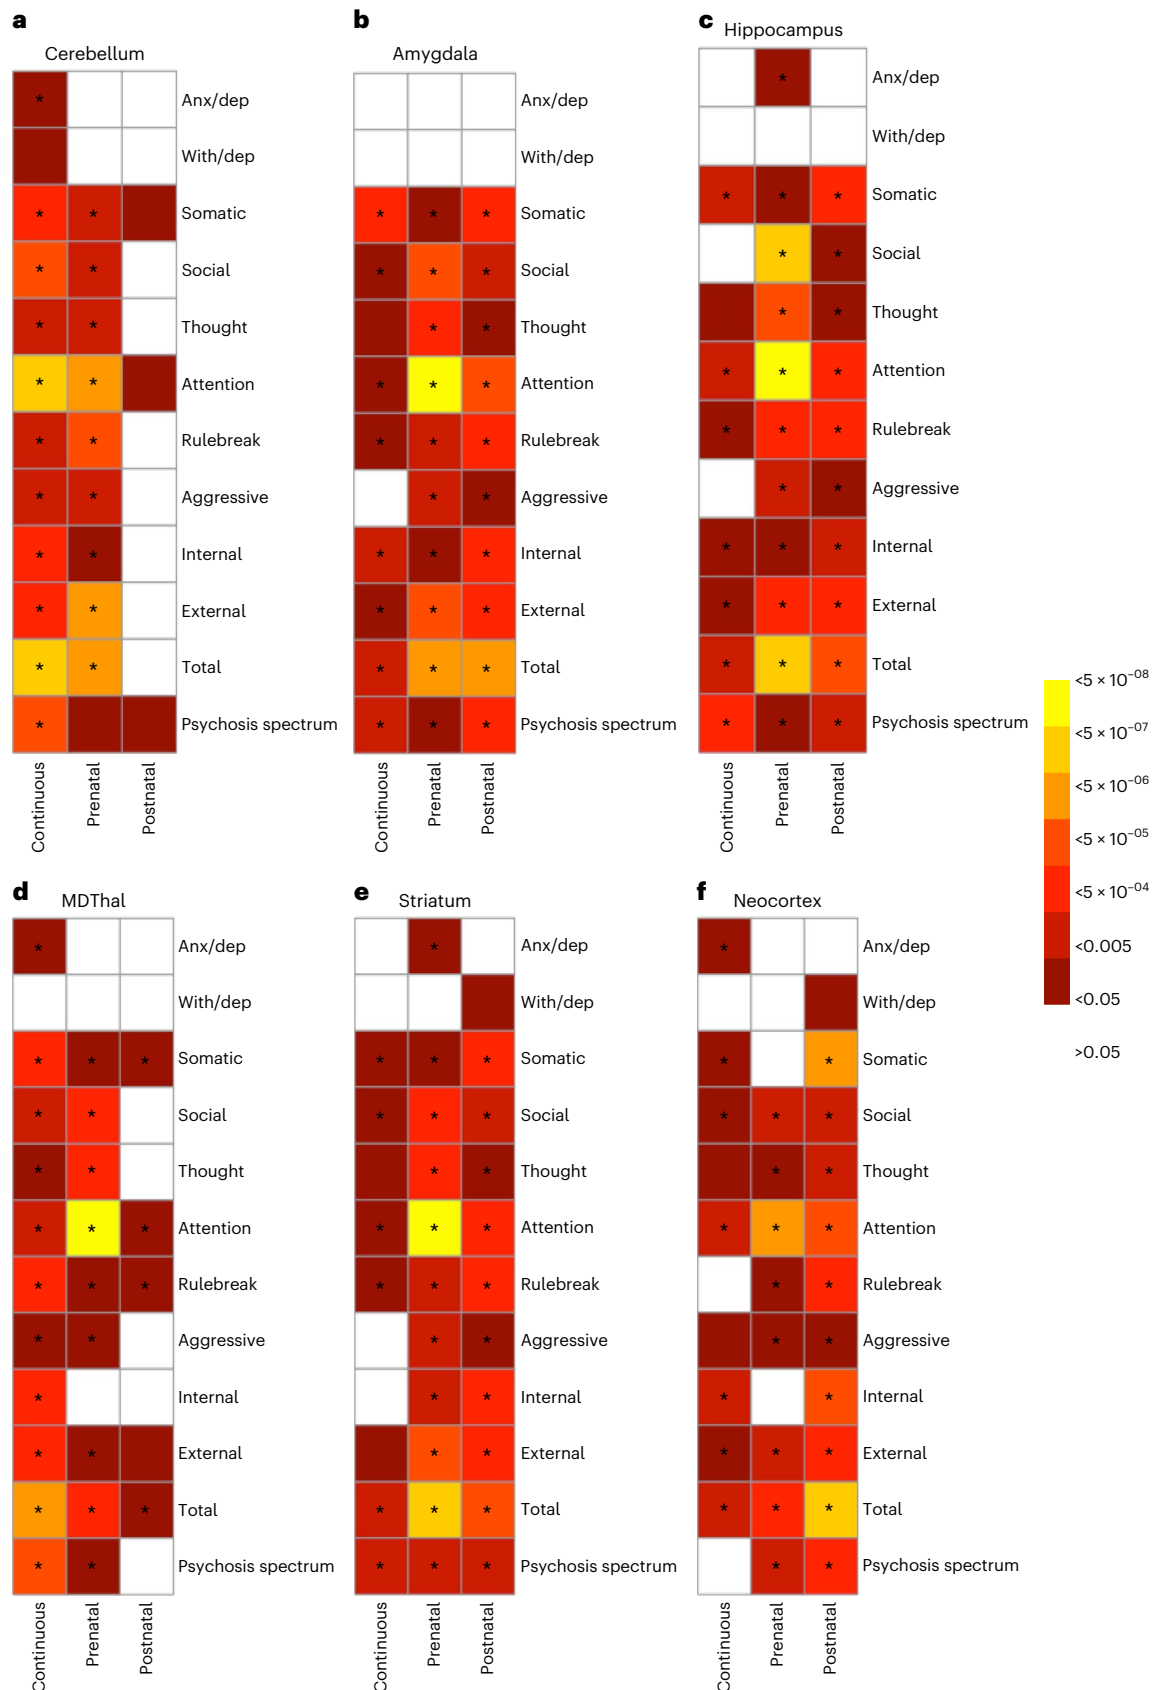 a
Cerebellum
Anx/dep
*
With/dep
Somatic
* *
Social
* *
Thought
* *
Attention
* *
Rulebreak
* *
Aggressive
* *
Internal
* *
External
* *
Total
* *
Psychosis spectrum
*
Continuous
Prenatal
Postnatal
b
Amygdala
Anx/dep
With/dep
Somatic
* * *
Social
* * *
Thought
* *
Attention
* * *
Rulebreak
* * *
Aggressive
* *
Internal
* * *
External
* * *
Total
* * *
Psychosis spectrum
* * *
Continuous
Prenatal
Postnatal
c
Hippocampus
Anx/dep
*
With/dep
Somatic
* * *
Social
* *
Thought
* *
Attention
* * *
Rulebreak
* * *
Aggressive
* *
Internal
* * *
External
* * *
Total
* * *
Psychosis spectrum
* * *
Continuous
Prenatal
Postnatal
<5 × 10⁻⁰⁸
<5 × 10⁻⁰⁷
<5 × 10⁻⁰⁶
<5 × 10⁻⁰⁵
<5 × 10⁻⁰⁴
<0.005
<0.05
>0.05
d
MDThal
Anx/dep
*
With/dep
Somatic
* * *
Social
* *
Thought
* *
Attention
* * *
Rulebreak
* * *
Aggressive
* *
Internal
*
External
* *
Total
* * *
Psychosis spectrum
* *
Continuous
Prenatal
Postnatal
e
Striatum
Anx/dep
*
With/dep
Somatic
* * *
Social
* * *
Thought
* *
Attention
* * *
Rulebreak
* * *
Aggressive
* *
Internal
* *
External
* *
Total
* * *
Psychosis spectrum
* * *
Continuous
Prenatal
Postnatal
f
Neocortex
Anx/dep
*
With/dep
Somatic
* *
Social
* * *
Thought
* *
Attention
* * *
Rulebreak
* *
Aggressive
* *
Internal
* *
External
* * *
Total
* * *
Psychosis spectrum
* *
Continuous
Prenatal
Postnatal